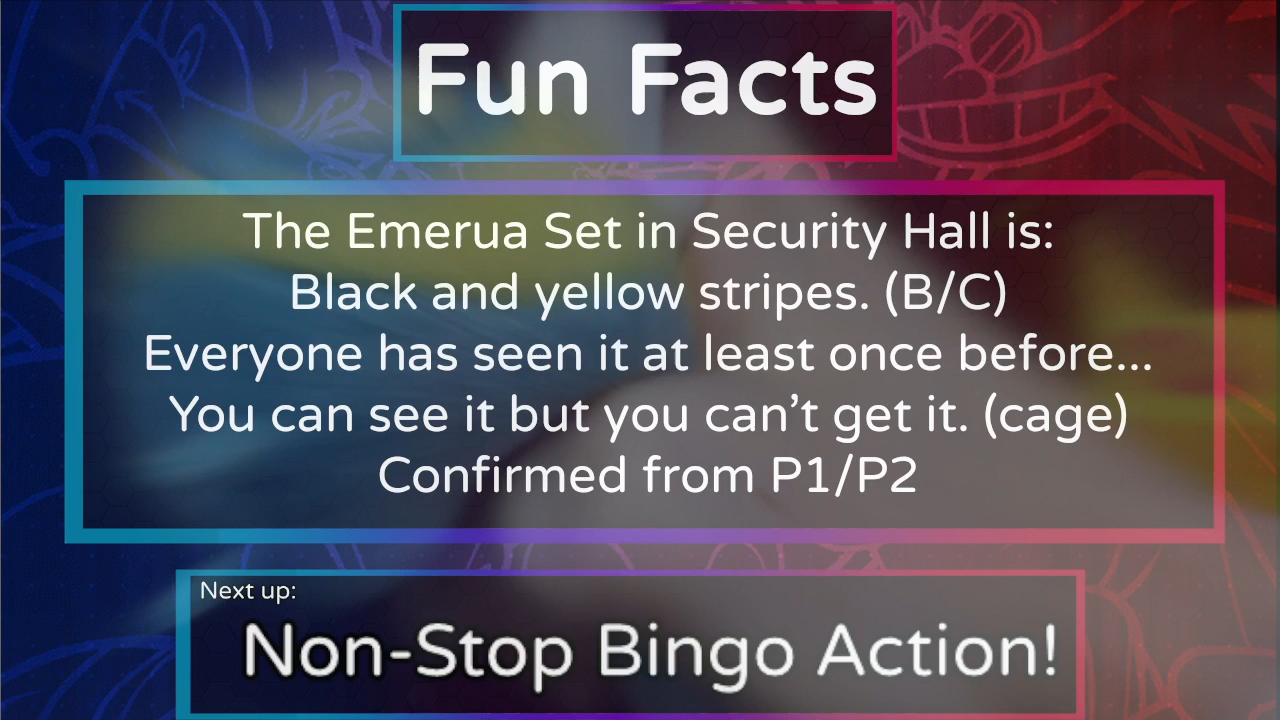 Fun Facts
The Emerua Set in Security Hall is:
Black and yellow stripes. (B/C)
Everyone has seen it at least once before...
You can see it but you can’t get it. (cage)
Confirmed from P1/P2
Next up:
Non-Stop Bingo Action!